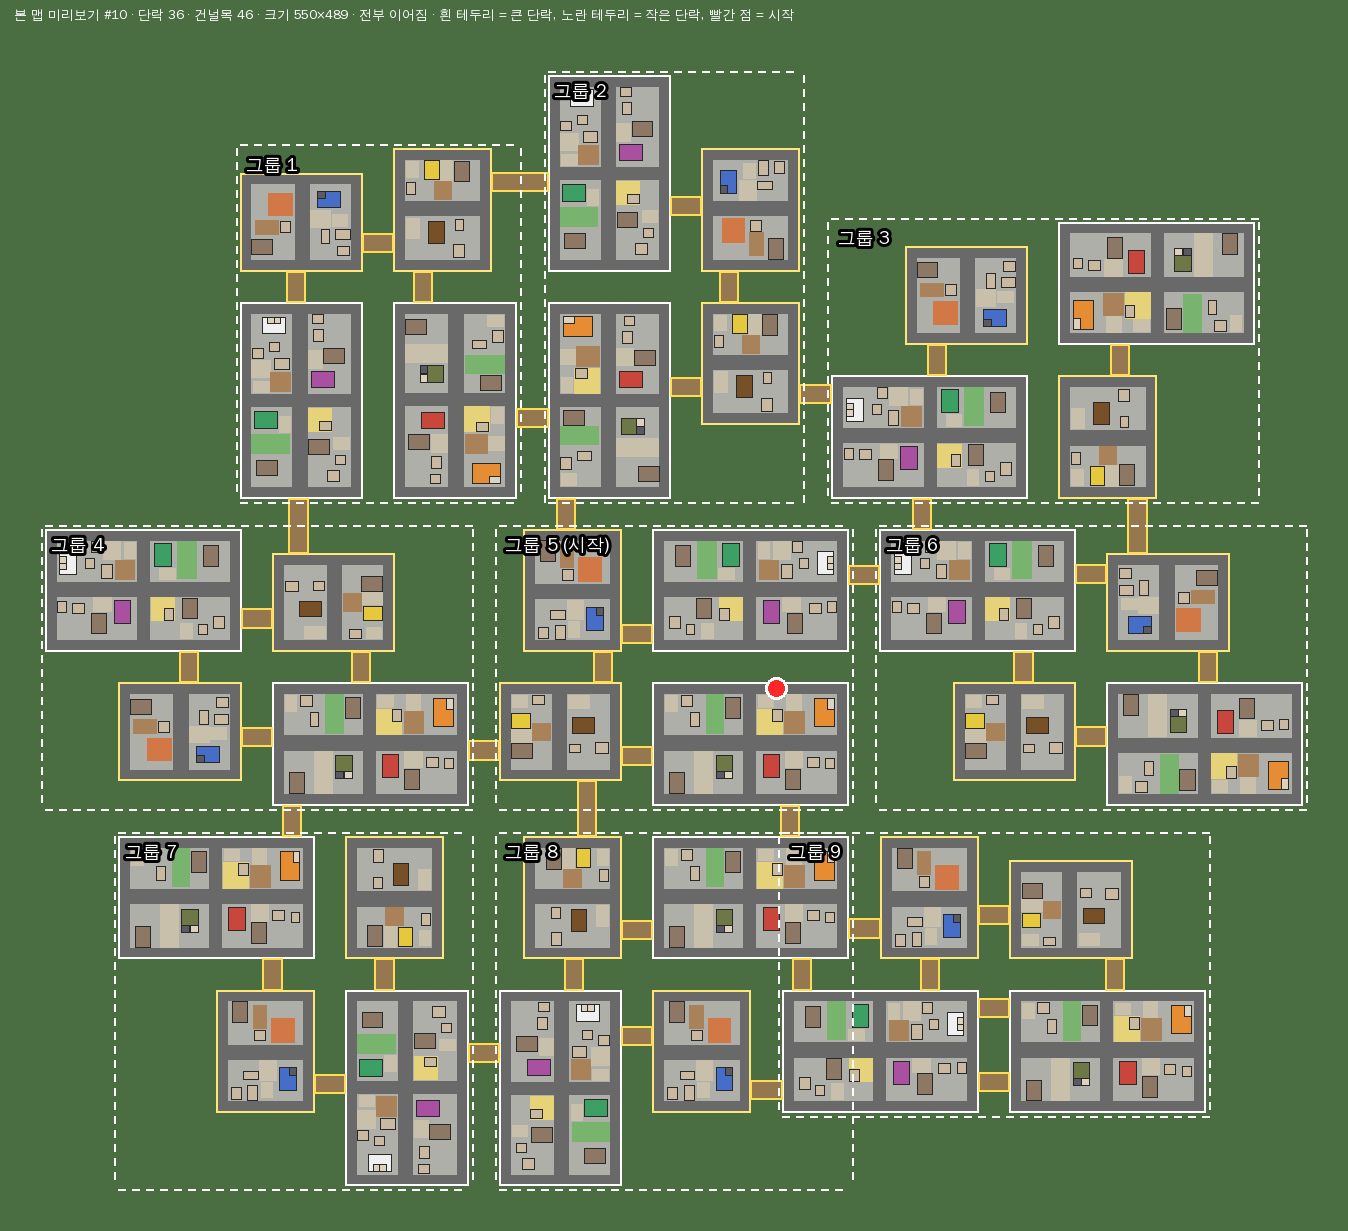 본 맵 미리보기 #10 · 단락 36 · 건널목 46 · 크기 550×489 · 전부 이어짐 · 흰 테두리 = 큰 단락, 노란 테두리 = 작은 단락, 빨간 점 = 시작
그룹 2
그룹 1
그룹 3
그룹 4
그룹 5 (시작)
그룹 6
그룹 7
그룹 8
그룹 9